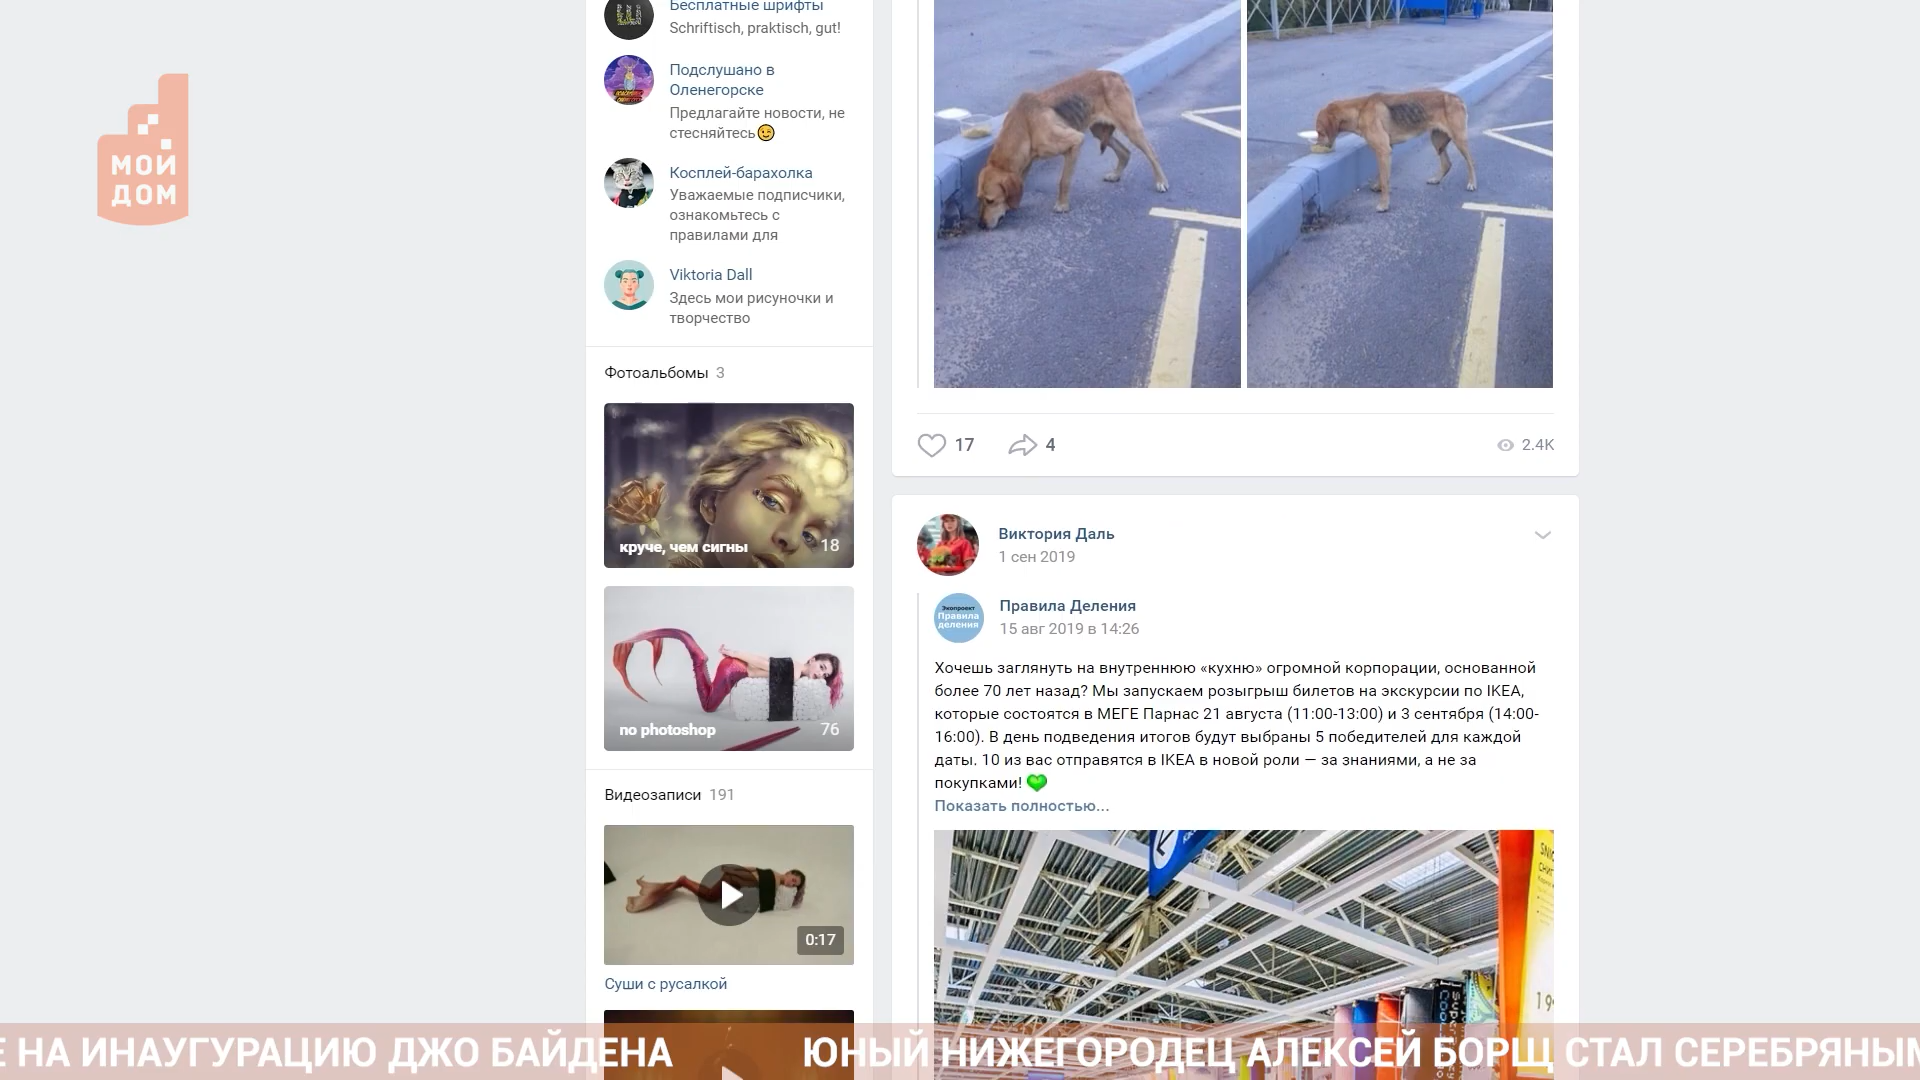 Бесплатные шрифты
Schriftisch, praktisch, gut!
Подслушано в
Оленегорске
Предлагайте новости, не
стесняйтесь😉
Косплей-барахолка
Уважаемые подписчики,
ознакомьтесь с
правилами для
Viktoria Dall
Здесь мои рисуночки и
творчество
Фотоальбомы 3
круче, чем сигны 18
no photoshop 76
Видеозаписи 191
0:17
Суши с русалкой
МОЙ
ДОМ
17 4 2.4K
Виктория Даль
1 сен 2019
Экопроект
Правила
деления
Правила Деления
15 авг 2019 в 14:26
Хочешь заглянуть на внутреннюю «кухню» огромной корпорации, основанной
более 70 лет назад? Мы запускаем розыгрыш билетов на экскурсии по IKEA,
которые состоятся в МЕГЕ Парнас 21 августа (11:00-13:00) и 3 сентября (14:00-
16:00). В день подведения итогов будут выбраны 5 победителей для каждой
даты. 10 из вас отправятся в IKEA в новой роли — за знаниями, а не за
покупками! 💚
Показать полностью...
Е НА ИНАУГУРАЦИЮ ДЖО БАЙДЕНА ЮНЫЙ НИЖЕГОРОДЕЦ АЛЕКСЕЙ БОРЩ СТАЛ СЕРЕБРЯНЫМ